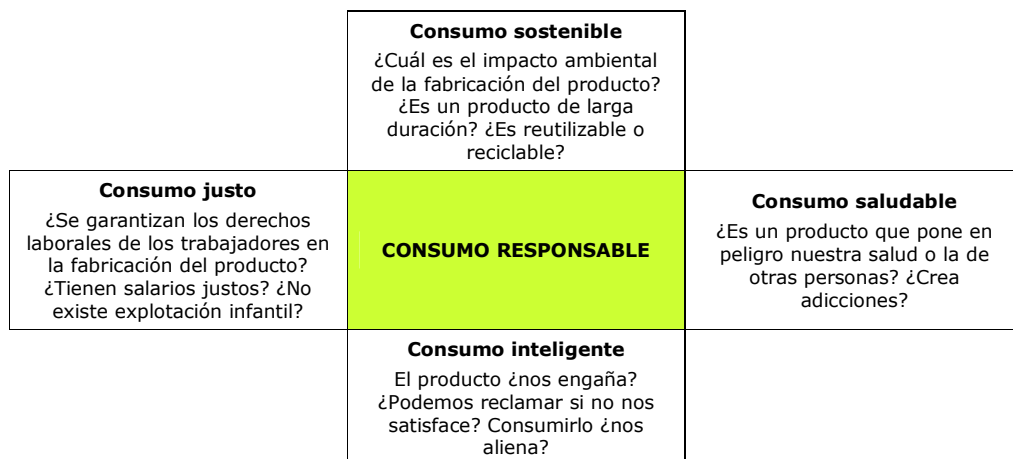 Consumo sostenible
¿Cuál es el impacto ambiental
de la fabricación del producto?
¿Es un producto de larga
duración? ¿Es reutilizable o
reciclable?
Consumo justo
¿Se garantizan los derechos
laborales de los trabajadores en
la fabricación del producto?
¿Tienen salarios justos? ¿No
existe explotación infantil?
CONSUMO RESPONSABLE
Consumo saludable
¿Es un producto que pone en
peligro nuestra salud o la de
otras personas? ¿Crea
adicciones?
Consumo inteligente
El producto ¿nos engaña?
¿Podemos reclamar si no nos
satisface? Consumirlo ¿nos
aliena?